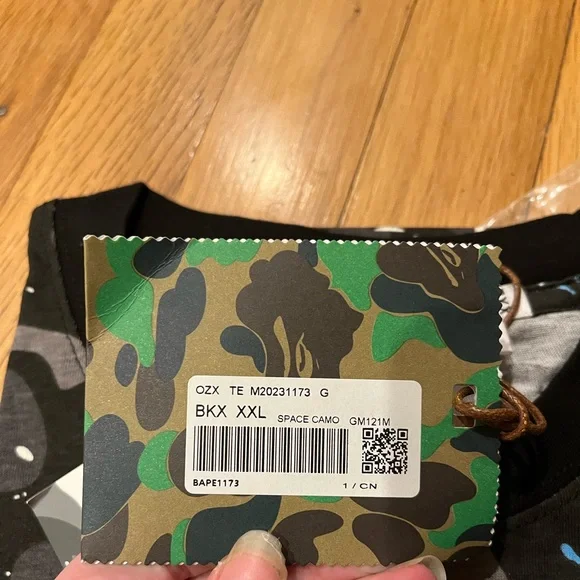 OZX TE M20231173 G
BKX XXL SPACE CAMO GM121M
BAPE1173 1 / CN